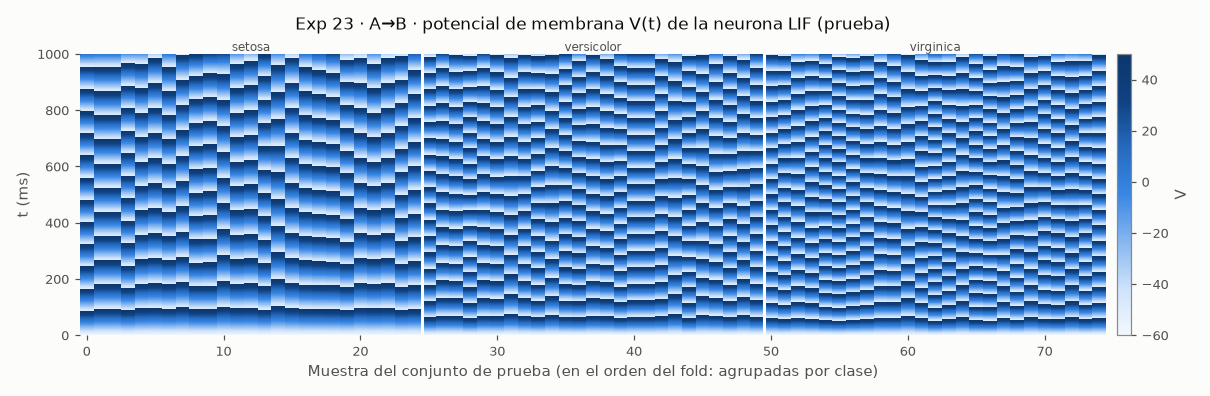 Exp 23 · A→B · potencial de membrana V(t) de la neurona LIF (prueba)
setosa versicolor virginica
1000
800
600
400
200
0
t (ms)
0 10 20 30 40 50 60 70
Muestra del conjunto de prueba (en el orden del fold: agrupadas por clase)
40
20
0
−20
−40
−60
V